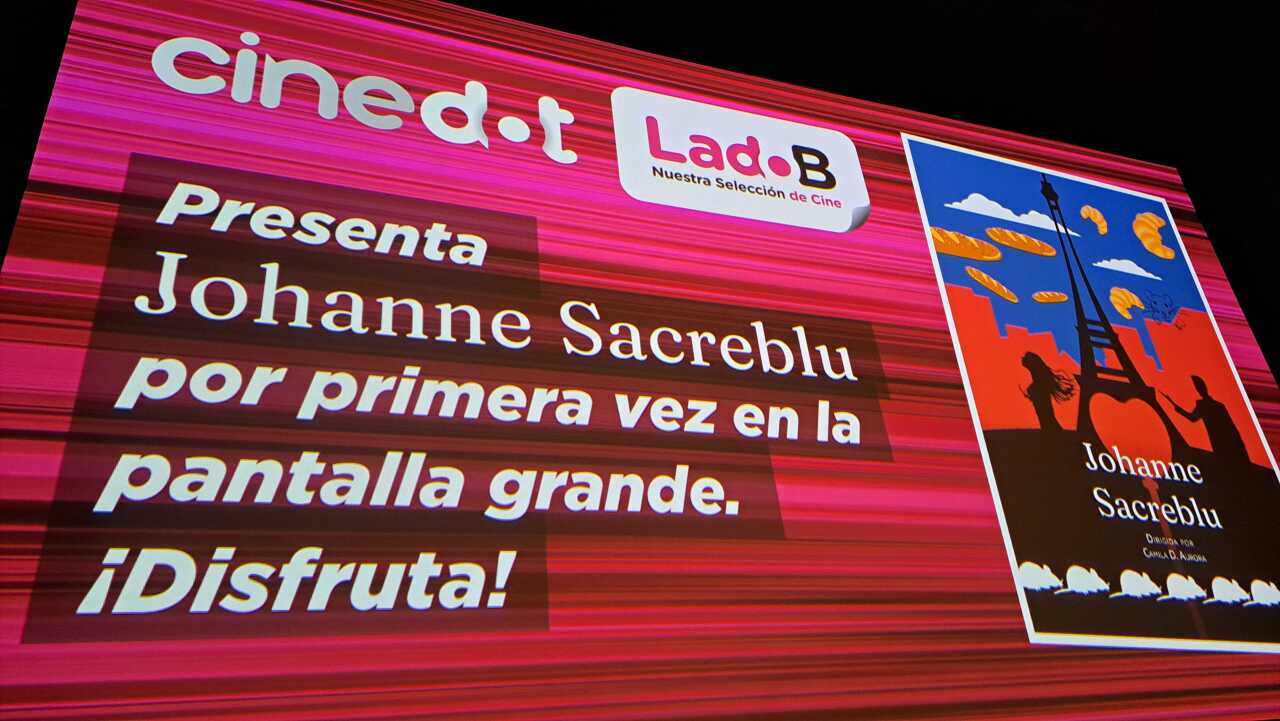 cinedot
Lado.B
Nuestra Selección de Cine
Presenta
Johanne Sacreblu
por primera vez en la
pantalla grande.
¡Disfruta!
Johanne
Sacreblu
Dirigida por
Camila D. Aurora